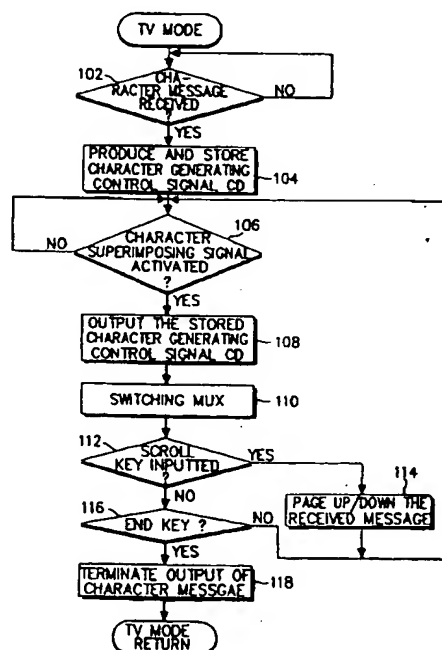 TV MODE
102
CHA-
RACTER MESSAGE
RECEIVED
?
NO
YES
PRODUCE AND STORE
CHARACTER GENERATING
CONTROL SIGNAL CD
104
106
CHARACTER
SUPERIMPOSING SIGNAL
ACTIVATED
?
NO
YES
OUTPUT THE STORED
CHARACTER GENERATING
CONTROL SIGNAL CD
108
SWITCHING MUX
110
112
SCROLL
KEY INPUTTED
?
YES
NO
114
PAGE UP/DOWN THE
RECEIVED MESSAGE
116
END KEY ?
NO
YES
TERMINATE OUTPUT OF
CHARACTER MESSGAE
118
TV MODE
RETURN